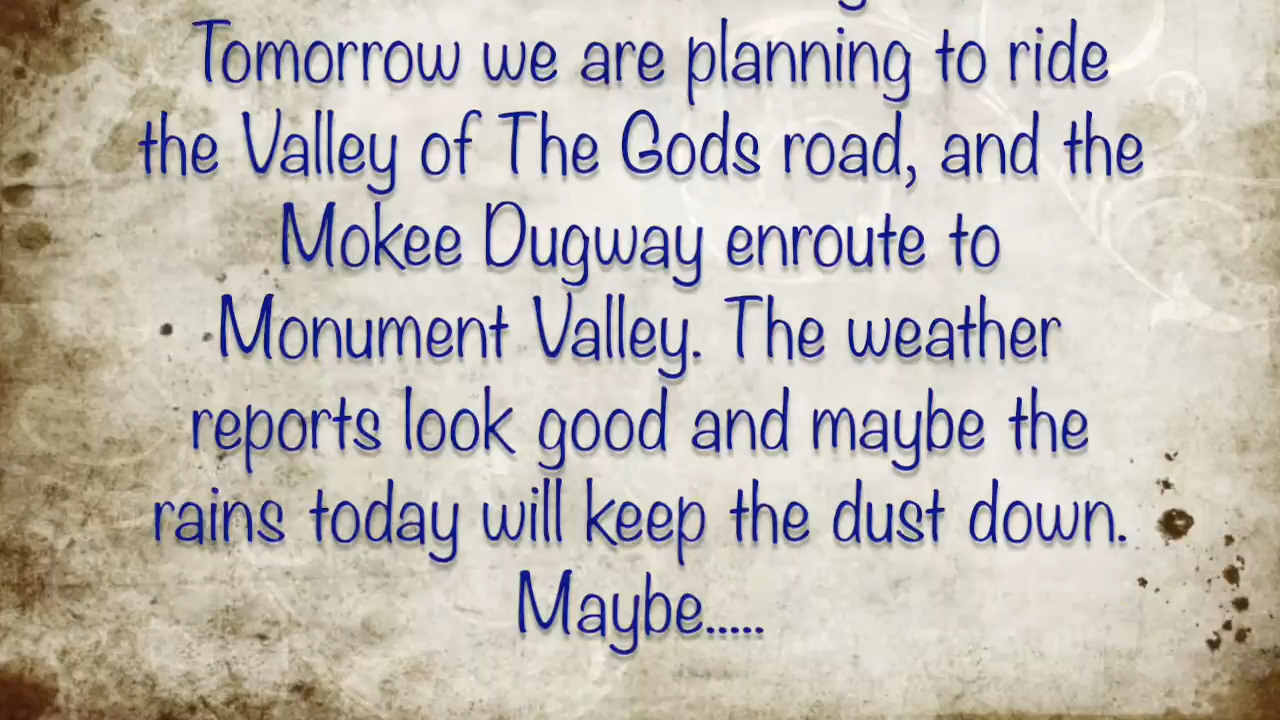 Tomorrow we are planning to ride
the Valley of The Gods road, and the
Mokee Dugway enroute to
Monument Valley. The weather
reports look good and maybe the
rains today will keep the dust down.
Maybe.....